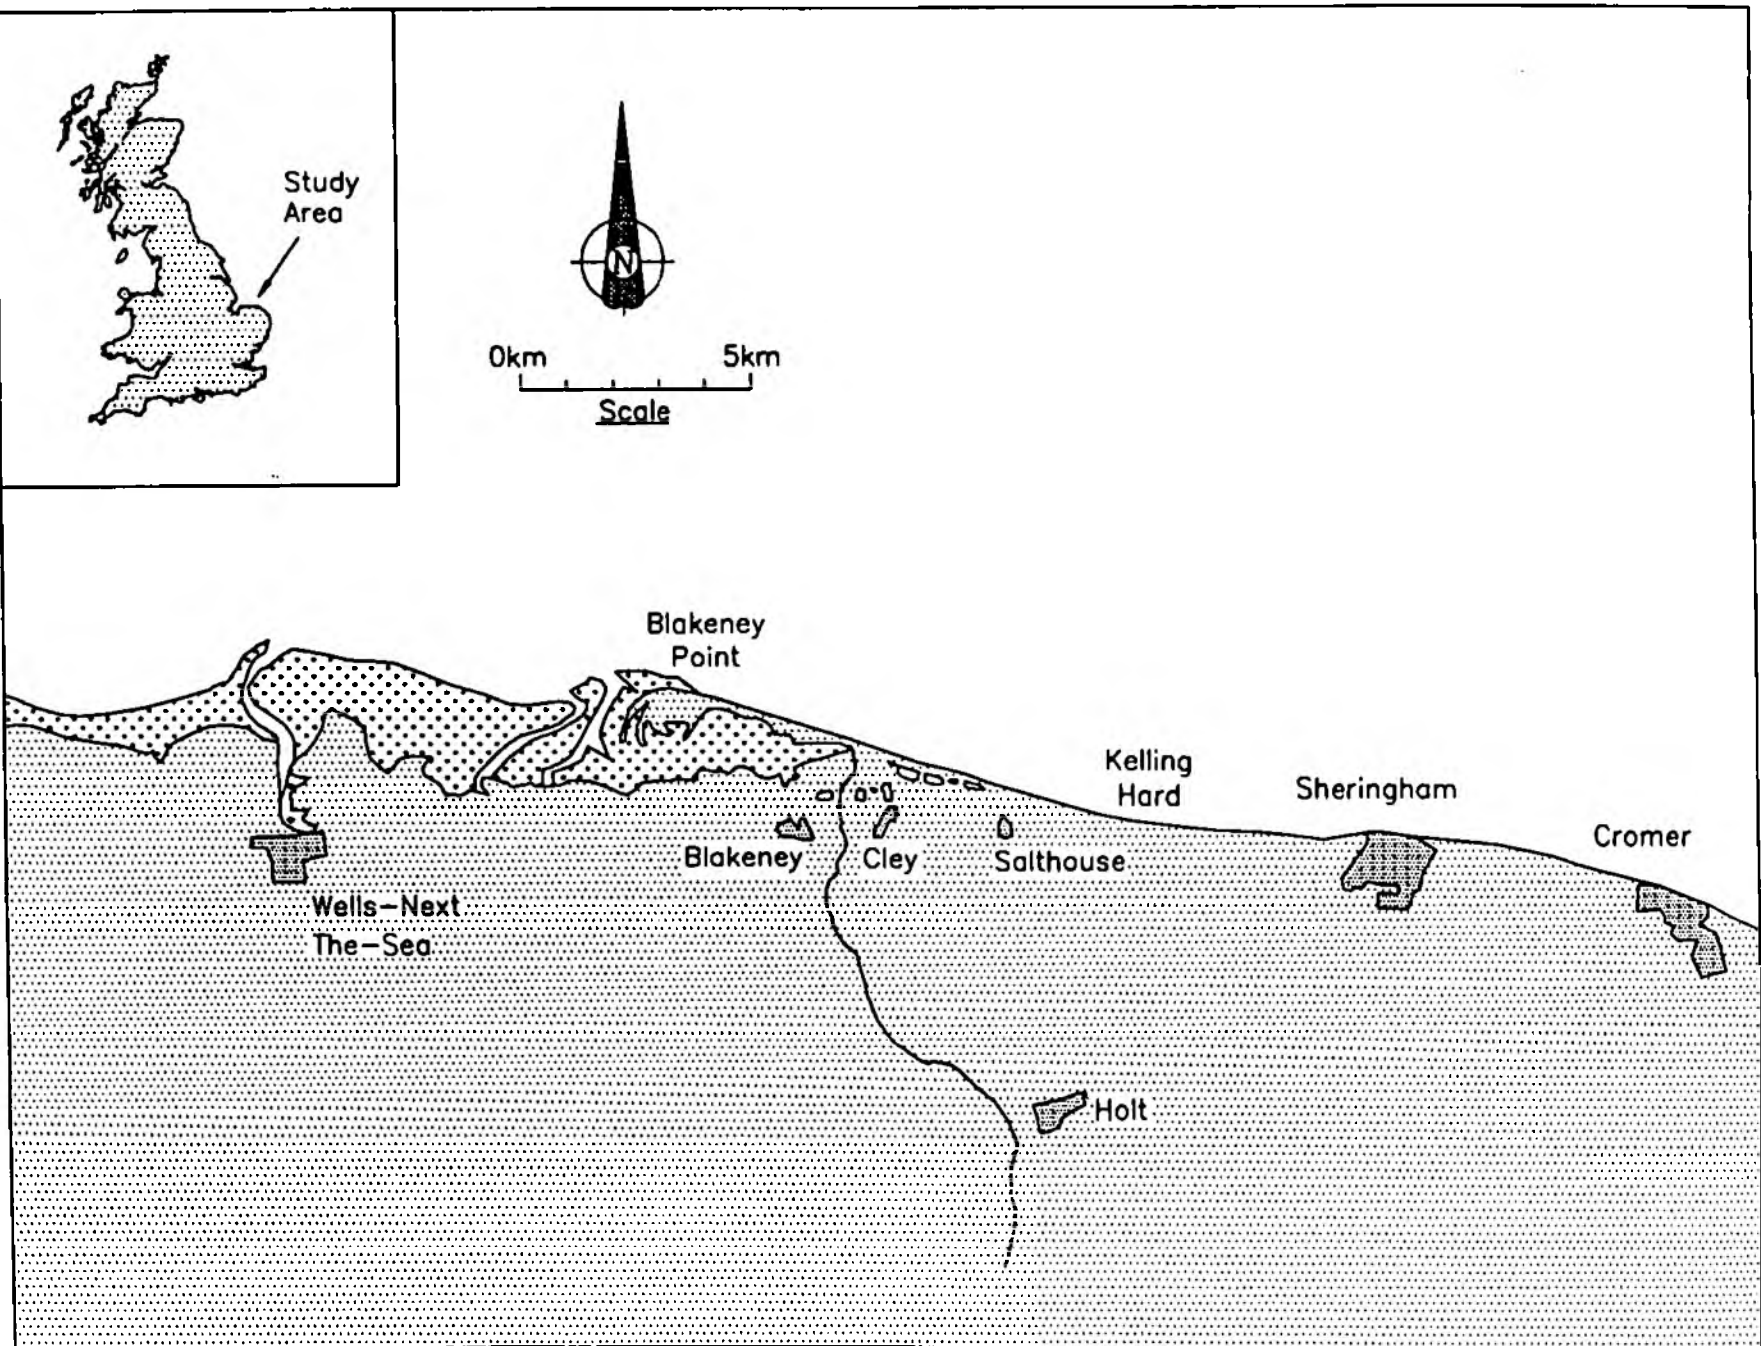 Study
Area
N
0km 5km
Scale
Blakeney
Point
Kelling
Hard
Sheringham
Cromer
Blakeney
Cley
Salthouse
Wells-Next
The-Sea
Holt